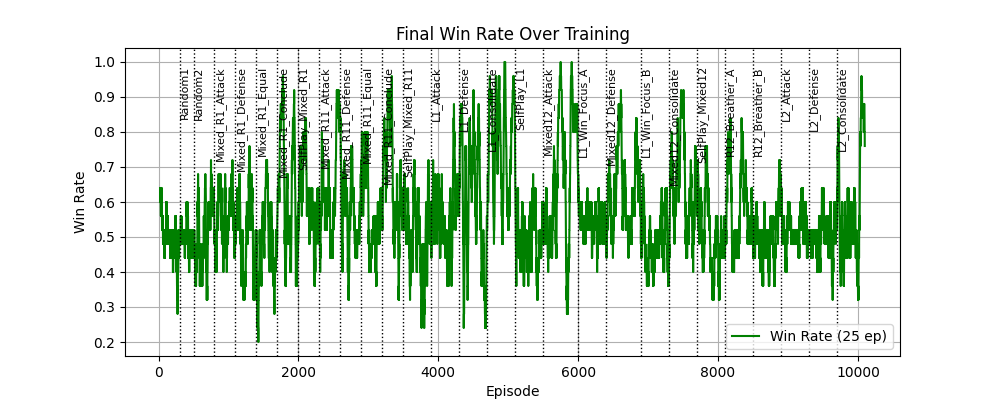 Final Win Rate Over Training
Win Rate
1.0
0.9
0.8
0.7
0.6
0.5
0.4
0.3
0.2
Random1
Random2
Mixed_R1_Attack
Mixed_R1_Defense
Mixed_R1_Equal
Mixed_R1_Conclude
SelfPlay_Mixed_R1
Mixed_R11_Attack
Mixed_R11_Defense
Mixed_R11_Equal
Mixed_R11_Conclude
SelfPlay_Mixed_R11
L1_Attack
L1_Defense
L1_Consolidate
SelfPlay_L1
Mixed12_Attack
L1_Win_Focus_A
Mixed12_Defense
L1_Win_Focus_B
Mixed12_Consolidate
SelfPlay_Mixed12
R12_Breather_A
R12_Breather_B
L2_Attack
L2_Defense
L2_Consolidate
Win Rate (25 ep)
0
2000
4000
6000
8000
10000
Episode